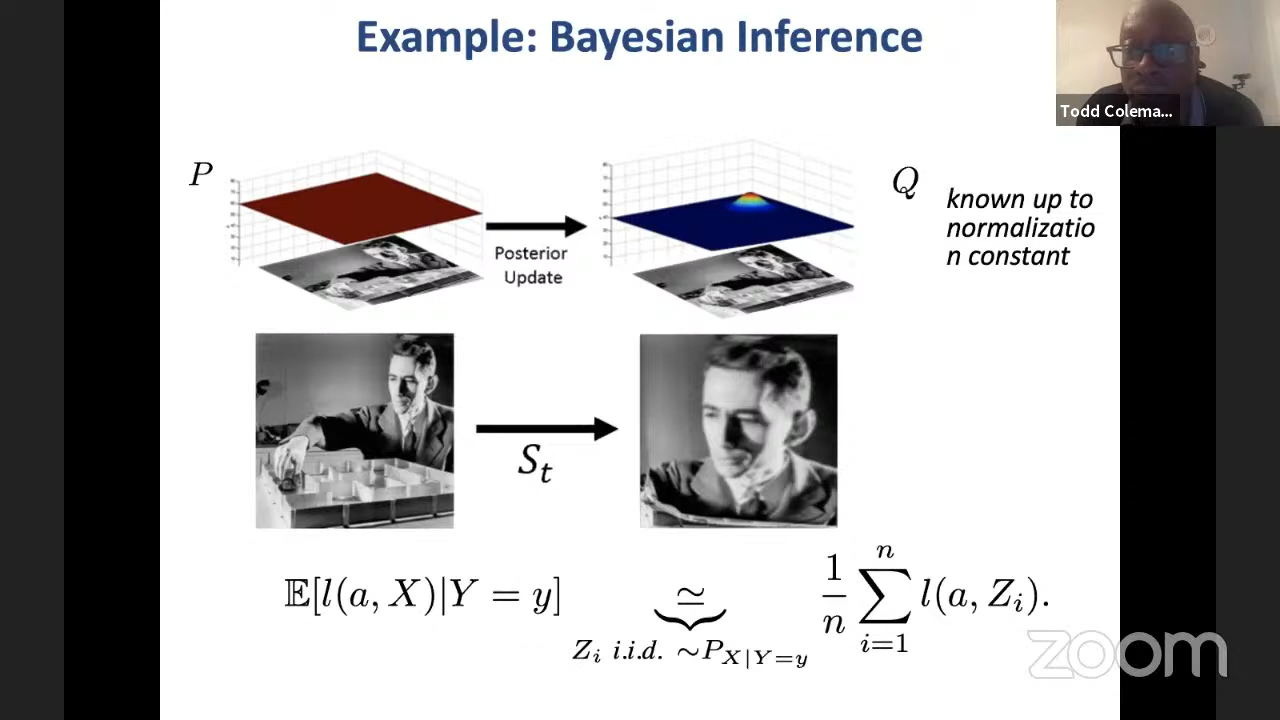 Example: Bayesian Inference
Todd Colema...
P
Posterior
Update
Q
known up to
normalizatio
n constant
S_t
𝔼[l(a, X)|Y = y] ≃ 1/n ∑_{i=1}^{n} l(a, Z_i).
Z_i i.i.d. ∼P_{X|Y=y}
zoom